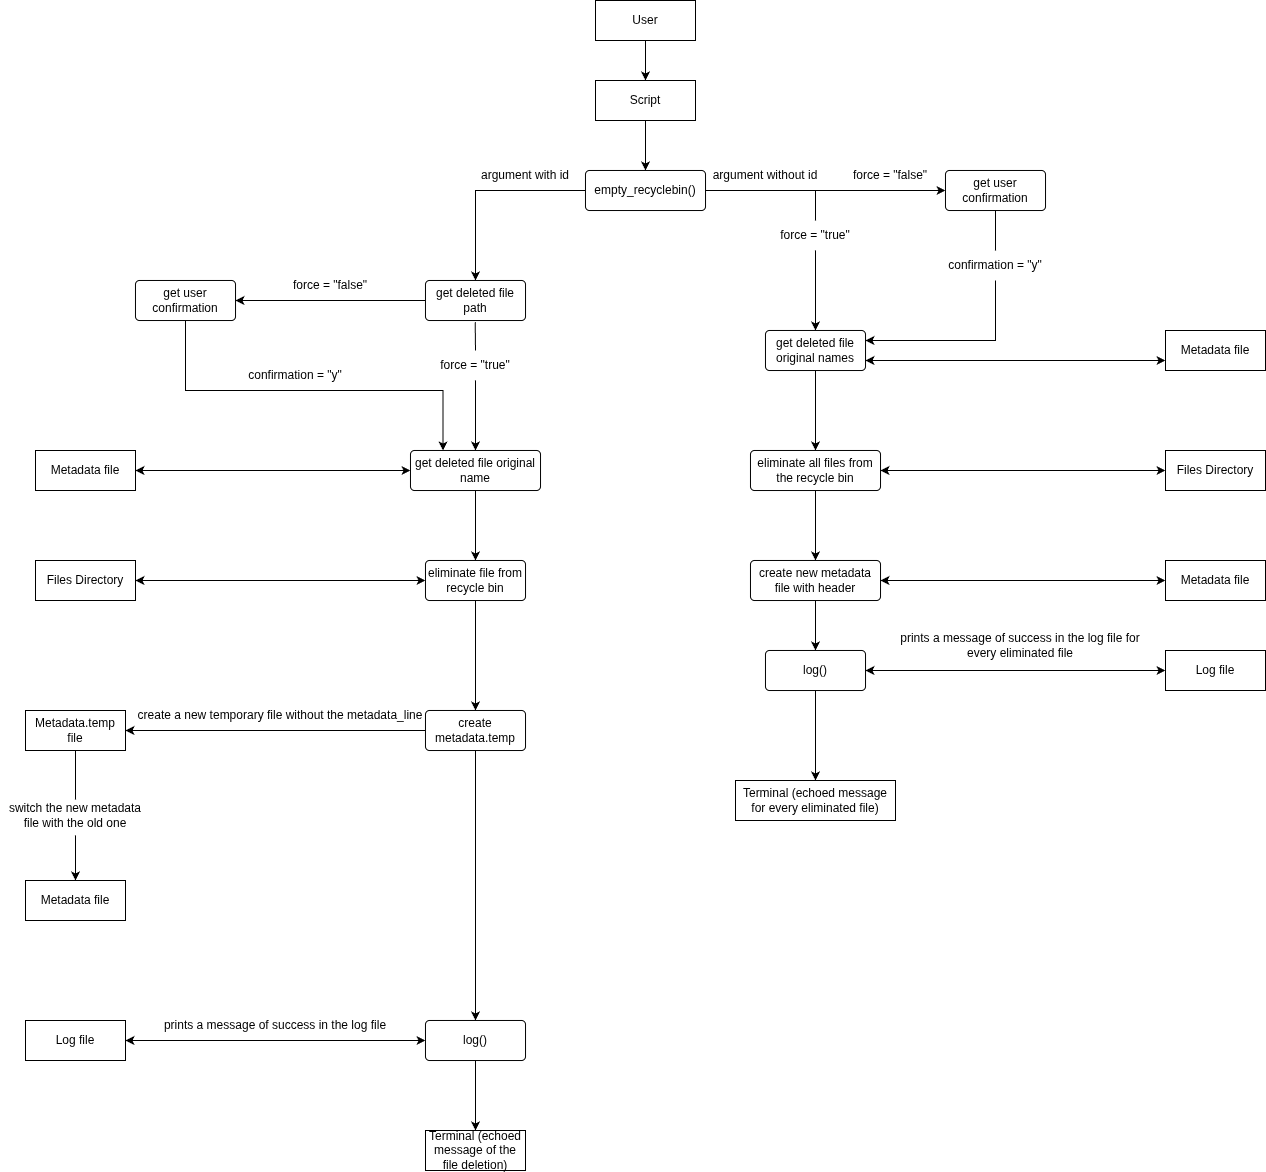 User
Script
argument with id
empty_recyclebin()
argument without id
force = "false"
get user
confirmation
force = "true"
confirmation = "y"
get user
confirmation
force = "false"
get deleted file
path
get deleted file
original names
Metadata file
force = "true"
confirmation = "y"
Metadata file
get deleted file original
name
eliminate all files from
the recycle bin
Files Directory
Files Directory
eliminate file from
recycle bin
create new metadata
file with header
Metadata file
prints a message of success in the log file for
every eliminated file
log()
Log file
Metadata.temp
file
create a new temporary file without the metadata_line
create
metadata.temp
Terminal (echoed message
for every eliminated file)
switch the new metadata
file with the old one
Metadata file
Log file
prints a message of success in the log file
log()
Terminal (echoed
message of the
file deletion)